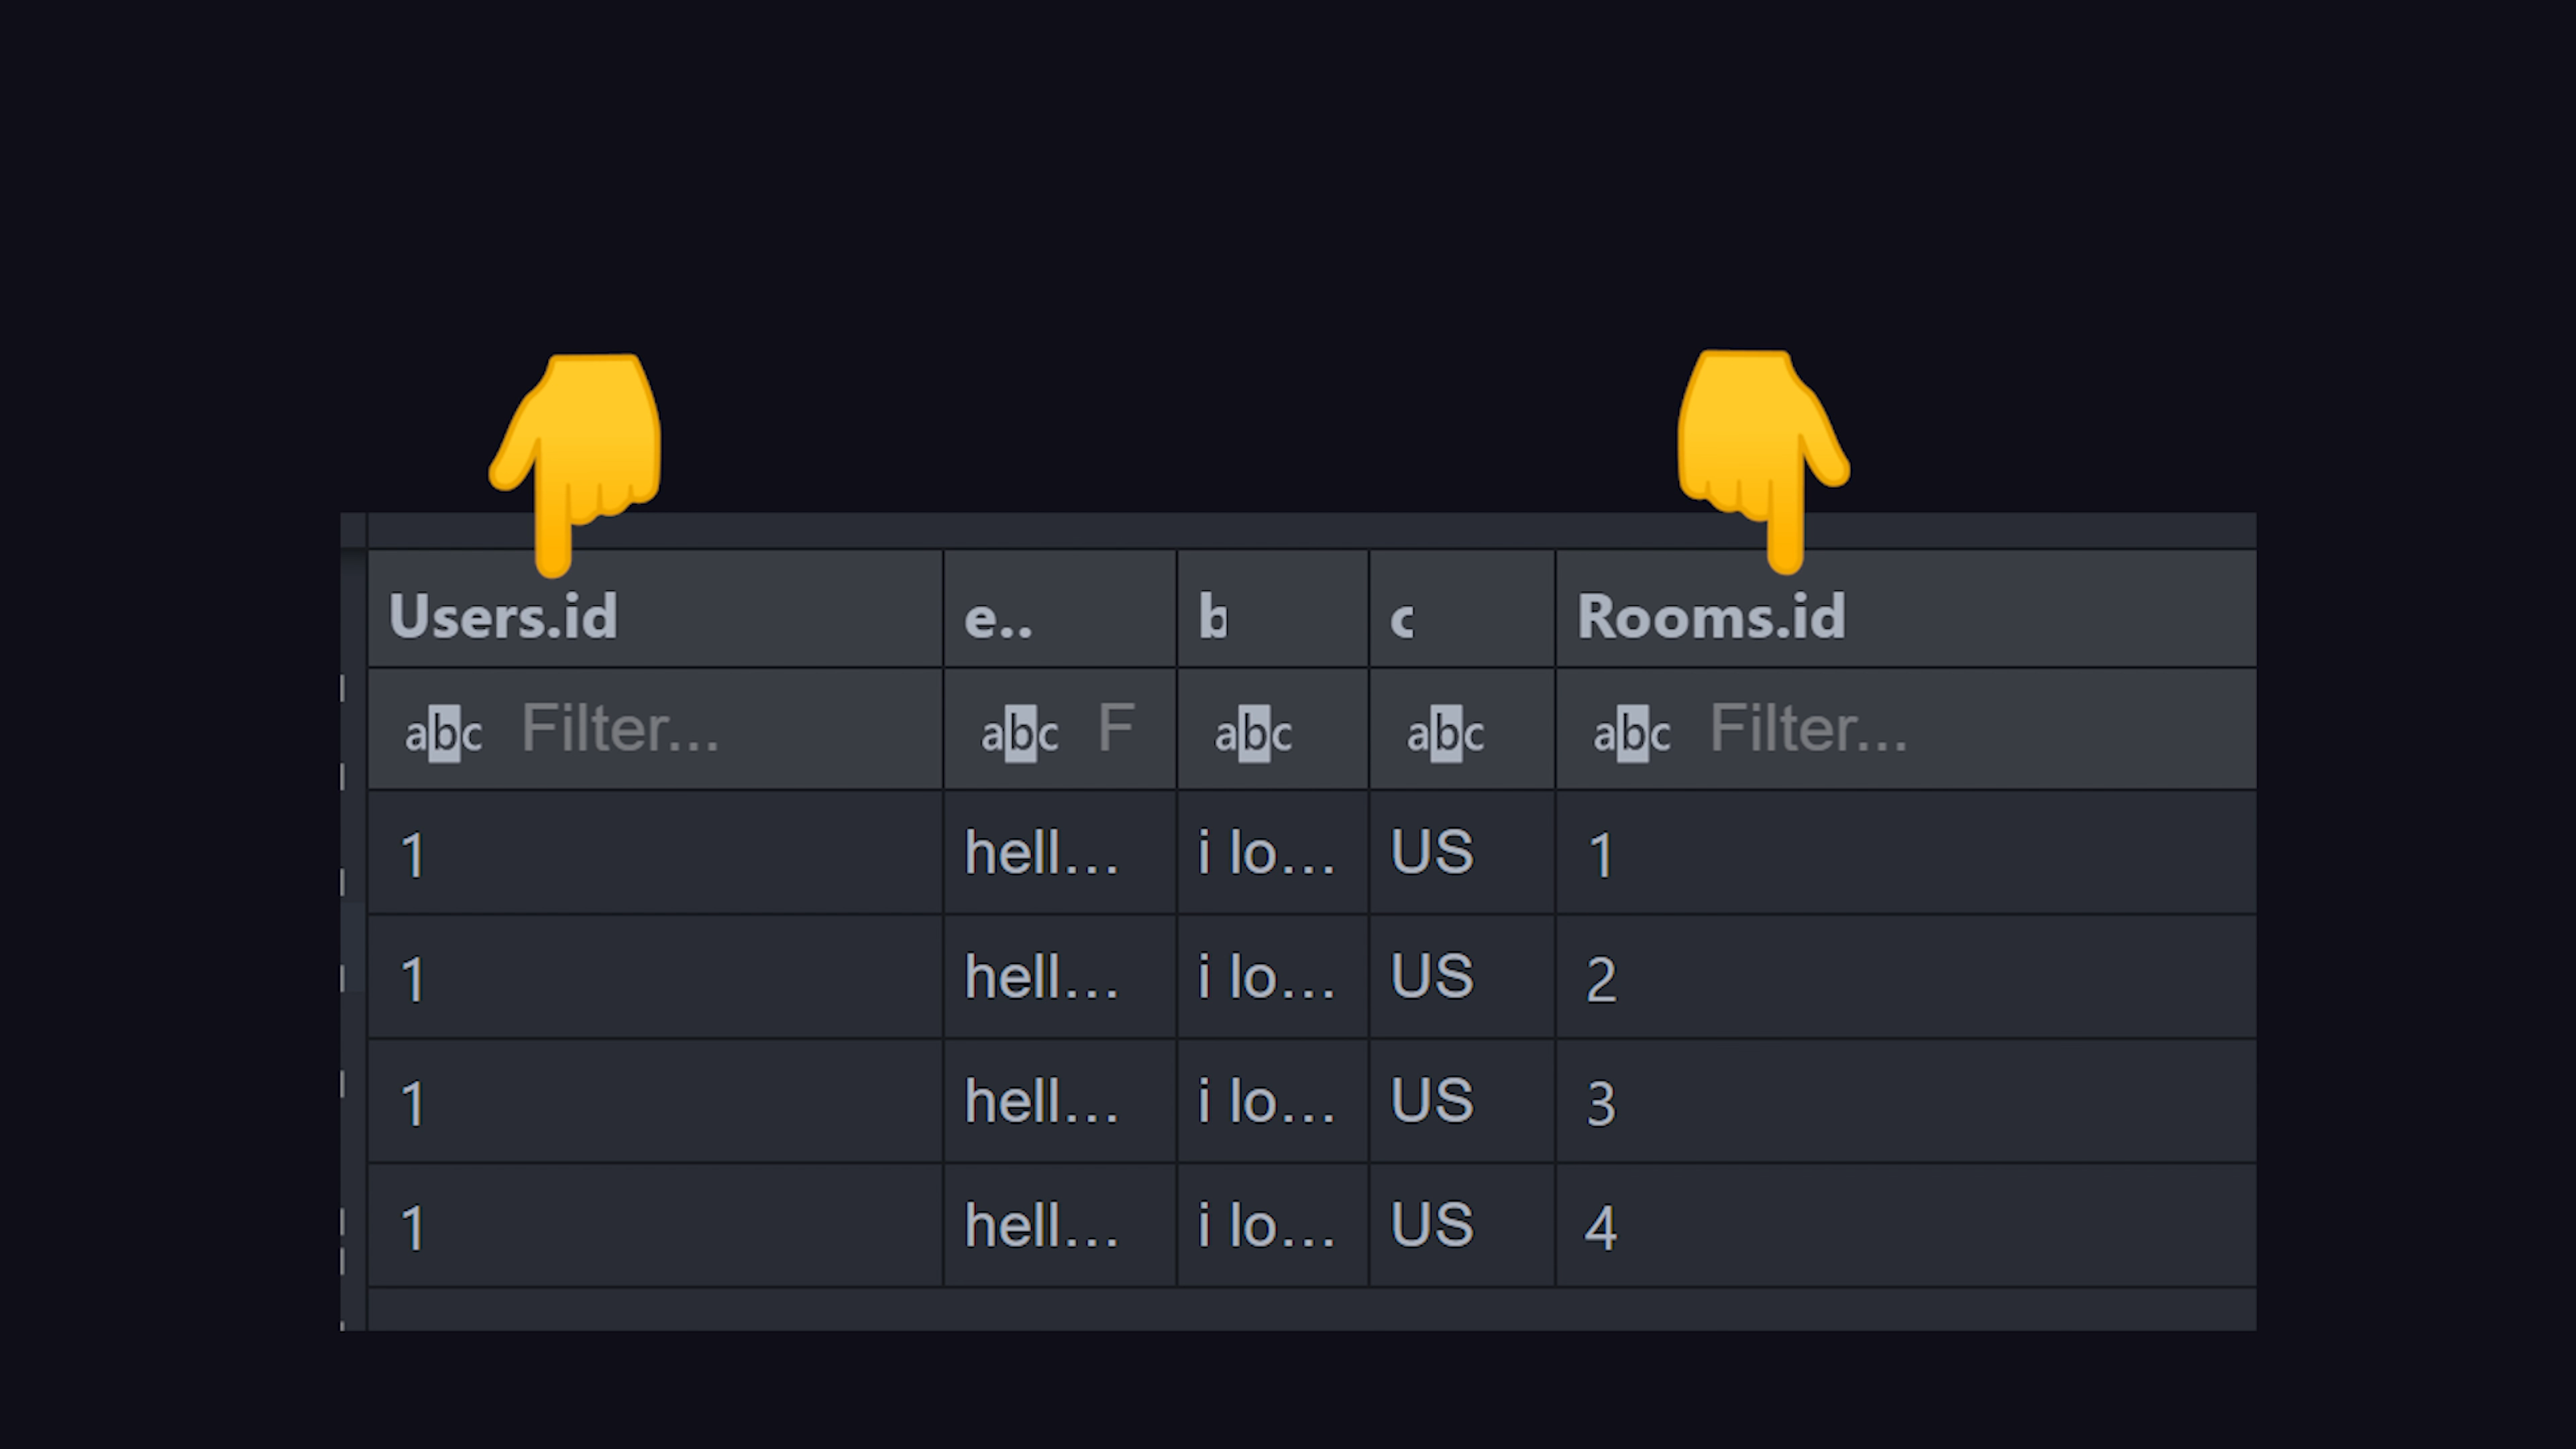 Users.id e.. b c Rooms.id
abc Filter... abc F abc abc abc Filter...
1 hell... i lo... US 1
1 hell... i lo... US 2
1 hell... i lo... US 3
1 hell... i lo... US 4